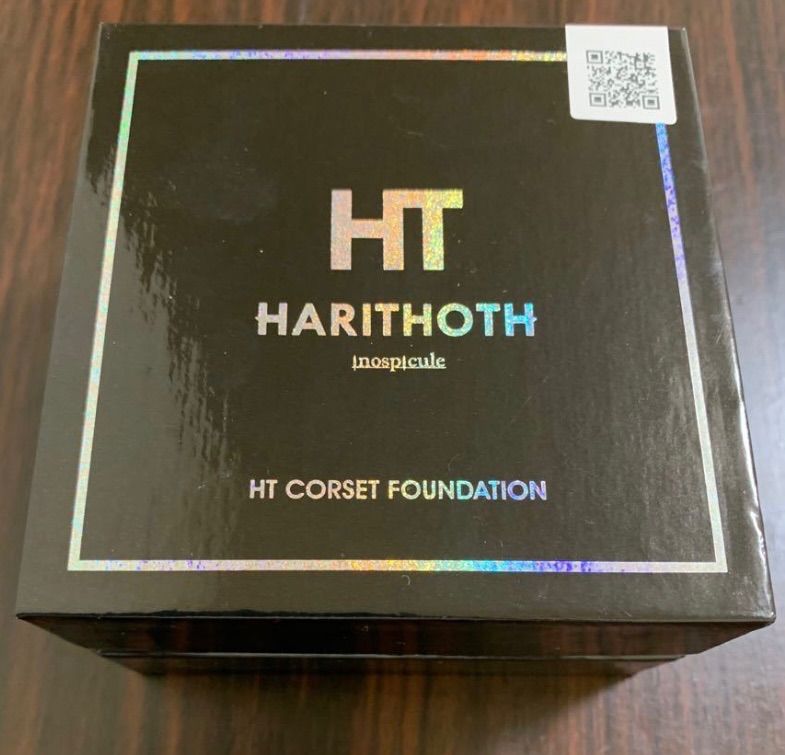 HT
HARITHOTH
inospicule
HT CORSET FOUNDATION